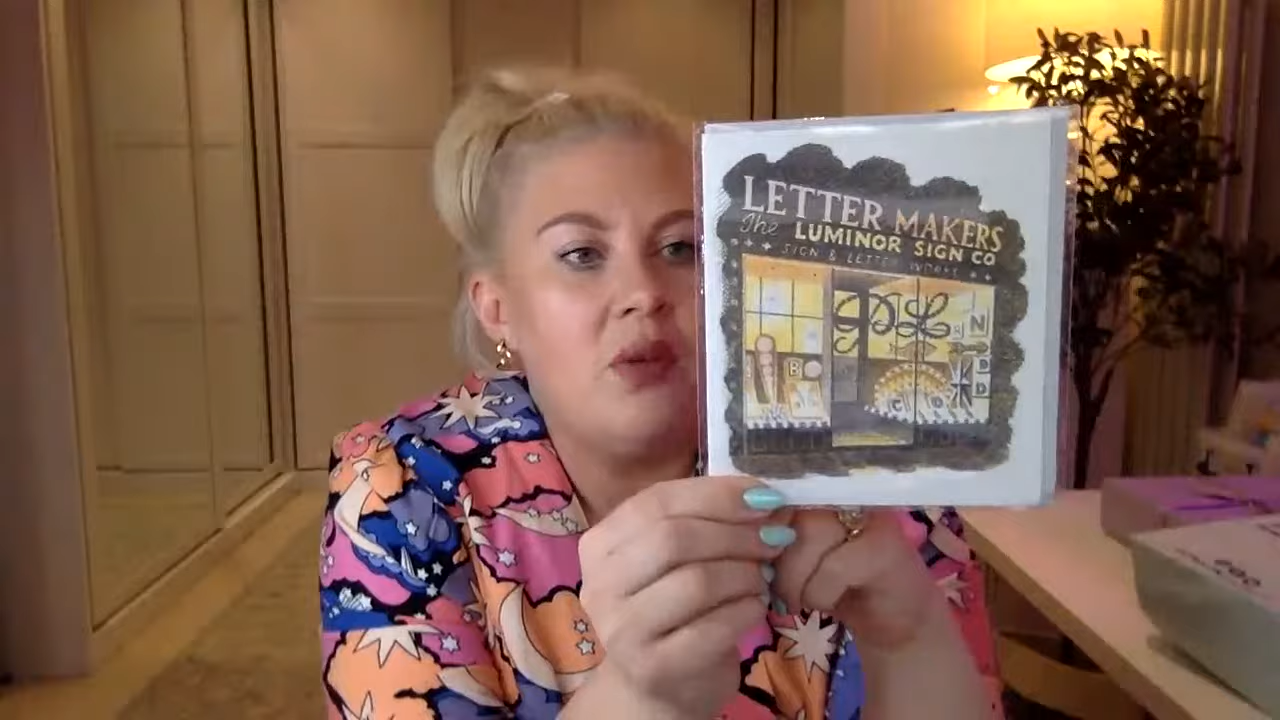 LETTER MAKERS
The LUMINOR SIGN CO
SIGN & LETTER WORKS
N
B